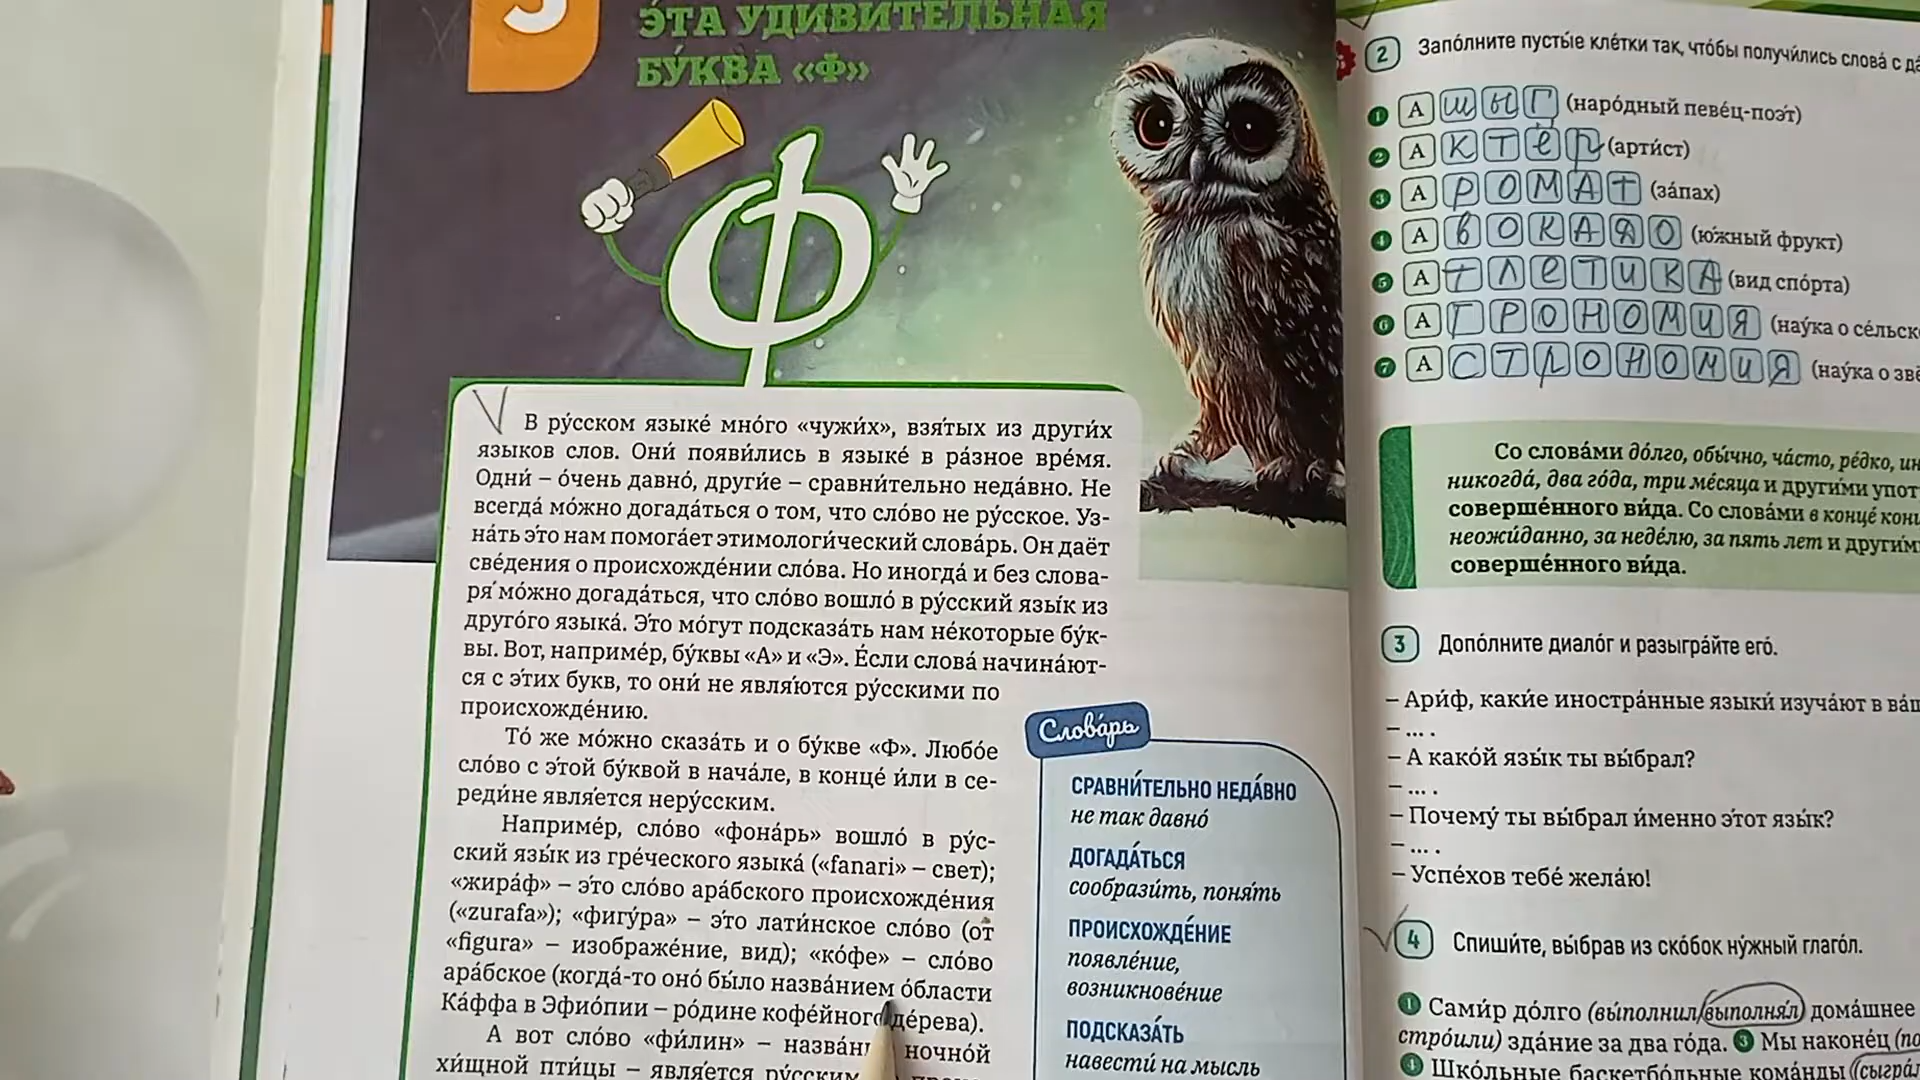 5
ЭТА УДИВИТЕЛЬНАЯ
БУ́КВА «Ф»
Ф
В ру́сском языке́ мно́го «чужи́х», взя́тых из други́х
языко́в слов. Они́ появи́лись в языке́ в ра́зное вре́мя.
Одни́ – о́чень давно́, други́е – сравни́тельно неда́вно. Не
всегда́ мо́жно догада́ться о том, что сло́во не ру́сское. Уз-
на́ть э́то нам помога́ет этимологи́ческий слова́рь. Он даёт
све́дения о происхожде́нии сло́ва. Но иногда́ и без слова-
ря́ мо́жно догада́ться, что сло́во вошло́ в ру́сский язы́к из
друго́го языка́. Э́то мо́гут подсказа́ть нам не́которые бу́к-
вы. Вот, наприме́р, бу́квы «А» и «Э». Е́сли слова́ начина́ют-
ся с э́тих букв, то они́ не явля́ются ру́сскими по
происхожде́нию.
То́ же мо́жно сказа́ть и о бу́кве «Ф». Любо́е
сло́во с э́той бу́квой в нача́ле, в конце́ и́ли в се-
реди́не явля́ется неру́сским.
Наприме́р, сло́во «фона́рь» вошло́ в ру́с-
ский язы́к из гре́ческого языка́ («fanari» – свет);
«жира́ф» – э́то сло́во ара́бского происхожде́ния
(«zurafa»); «фигу́ра» – э́то лати́нское сло́во (от
«figura» – изображе́ние, вид); «ко́фе» – сло́во
ара́бское (когда́-то оно́ бы́ло назва́нием о́бласти
Ка́ффа в Эфио́пии – ро́дине кофе́йного де́рева).
А вот сло́во «фи́лин» – ночно́й
хи́щной пти́цы – явля́ется
Слова́рь
СРАВНИ́ТЕЛЬНО НЕДА́ВНО
не так давно́
ДОГАДА́ТЬСЯ
сообрази́ть, поня́ть
ПРОИСХОЖДЕ́НИЕ
появле́ние,
возникнове́ние
ПОДСКАЗА́ТЬ
навести́ на мысль
2 Запо́лните пусты́е кле́тки так, что́бы получи́лись слова́ с
1 А Ш Ы Г (наро́дный певе́ц-поэ́т)
2 А К Т Ё Р (арти́ст)
3 А Р О М А Т (за́пах)
4 А В О К А Д О (ю́жный фрукт)
5 А Т Л Е Т И К А (вид спо́рта)
6 А Г Р О Н О М И Я (нау́ка о
7 А С Т Р О Н О М И Я (нау́ка о
Со слова́ми до́лго, обы́чно, ча́сто, ре́дко,
никогда́, два го́да, три ме́сяца и други́ми
соверше́нного ви́да. Со слова́ми в конце́
неожи́данно, за неде́лю, за пять лет и
соверше́нного ви́да.
3 Допо́лните диало́г и разыгра́йте его́.
– Ари́ф, каки́е иностра́нные языки́ изуча́ют в
– ... .
– А како́й язы́к ты вы́брал?
– ... .
– Почему́ ты вы́брал и́менно э́тот язы́к?
– ... .
– Успе́хов тебе́ жела́ю!
4 Спиши́те, вы́брав из ско́бок ну́жный глаго́л.
1 Сами́р до́лго (вы́полнил/выполня́л) дома́шнее
стро́или) зда́ние за два го́да. 3 Мы наконе́ц
4 Шко́льные баскетбо́льные кома́нды